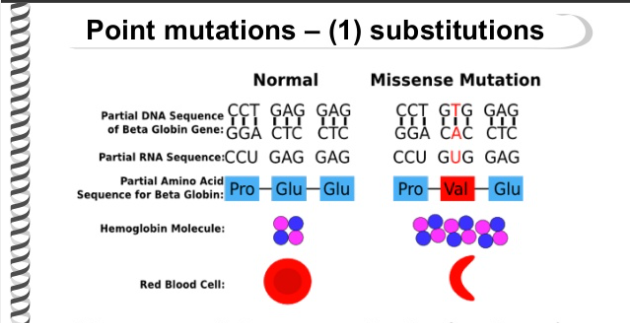 Point mutations – (1) substitutions
Normal Missense Mutation
Partial DNA Sequence of Beta Globin Gene:
CCT GAG GAG CCT GTG GAG
GGA CTC CTC GGA CAC CTC
Partial RNA Sequence: CCU GAG GAG CCU GUG GAG
Partial Amino Acid
Sequence for Beta Globin: Pro Glu Glu Pro Val Glu
Hemoglobin Molecule:
Red Blood Cell: